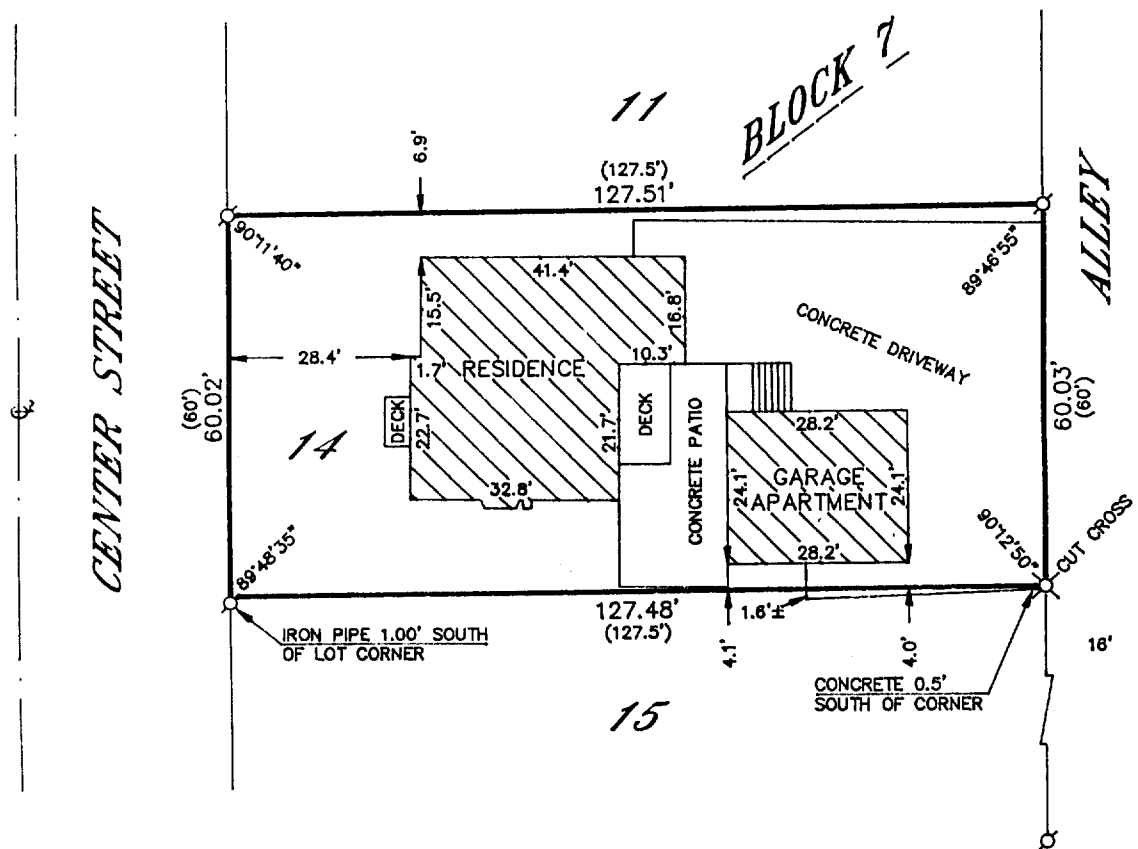 BLOCK 7
11
6.9'
(127.5')
127.51'
ALLEY
CENTER STREET
90°11'40"
89°46'55"
41.4'
15.5'
16.8'
CONCRETE DRIVEWAY
28.4'
1.7'
RESIDENCE
10.3'
(60')
60.02'
60.03'
(60')
DECK
22.7'
21.7'
DECK
CONCRETE PATIO
28.2'
14
32.8'
24.1'
GARAGE
APARTMENT
24.1'
28.2'
89°48'35"
90°12'50"
CUT CROSS
127.48'
(127.5')
1.6'±
4.1'
4.0'
IRON PIPE 1.00' SOUTH
OF LOT CORNER
16'
CONCRETE 0.5'
SOUTH OF CORNER
15